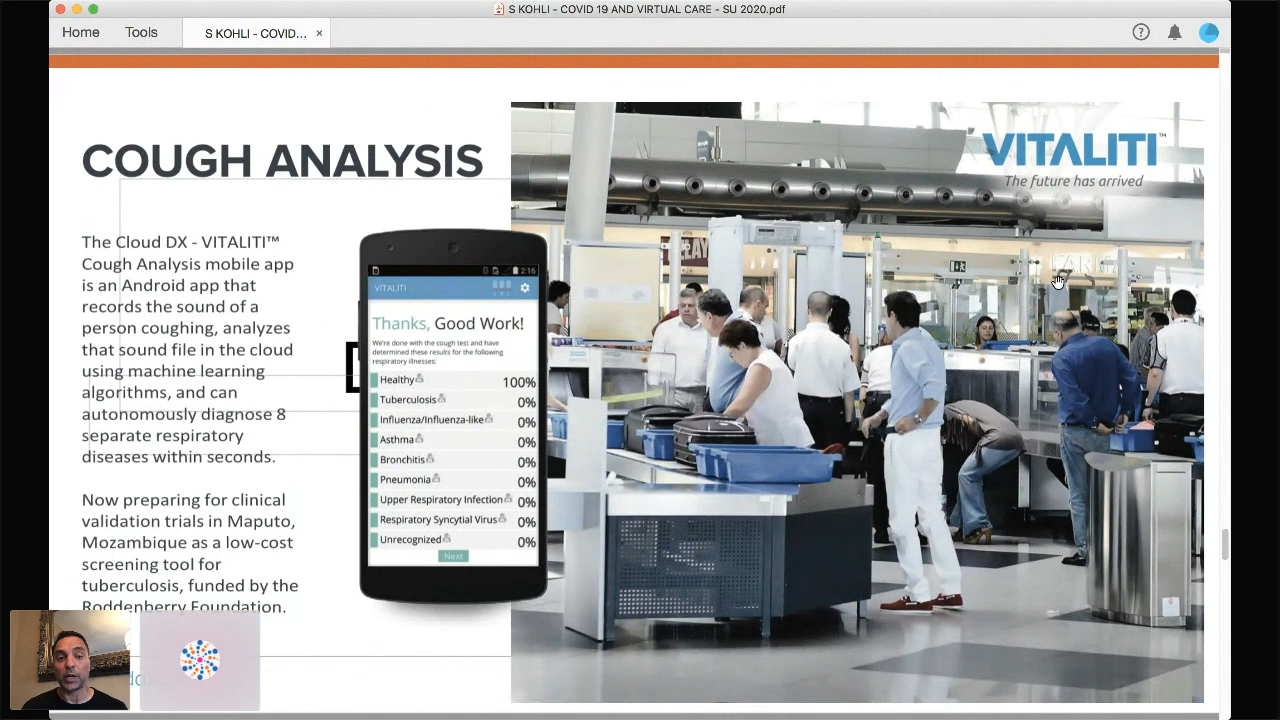 S KOHLI - COVID 19 AND VIRTUAL CARE - SU 2020.pdf
Home Tools S KOHLI - COVID... ×
COUGH ANALYSIS
The Cloud DX - VITALITI™
Cough Analysis mobile app
is an Android app that
records the sound of a
person coughing, analyzes
that sound file in the cloud
using machine learning
algorithms, and can
autonomously diagnose 8
separate respiratory
diseases within seconds.
Now preparing for clinical
validation trials in Maputo,
Mozambique as a low-cost
screening tool for
tuberculosis, funded by the
Roddenberry Foundation.
2:16
VITALITI
Thanks, Good Work!
We're done with the cough test and have
determined these results for the following
respiratory illnesses:
Healthy 100%
Tuberculosis 0%
Influenza/Influenza-like 0%
Asthma 0%
Bronchitis 0%
Pneumonia 0%
Upper Respiratory Infection 0%
Respiratory Syncytial Virus 0%
Unrecognized 0%
Next
VITALITI™
The future has arrived